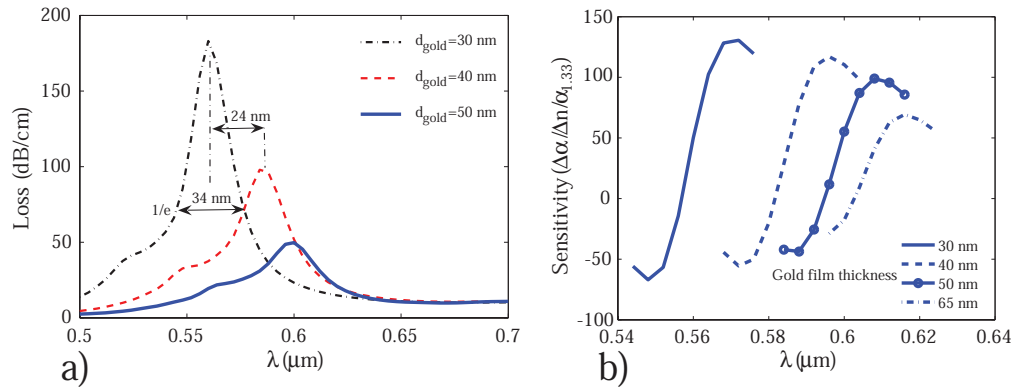 200
150
100
50
0
Loss (dB/cm)
d_gold=30 nm
d_gold=40 nm
d_gold=50 nm
24 nm
1/e
34 nm
0.5
0.55
0.6
0.65
0.7
λ(μm)
a)
150
100
50
0
-50
-100
Sensitivity (Δα/Δn/α_1.33)
Gold film thickness
30 nm
40 nm
50 nm
65 nm
0.54
0.56
0.58
0.6
0.62
0.64
λ(μm)
b)